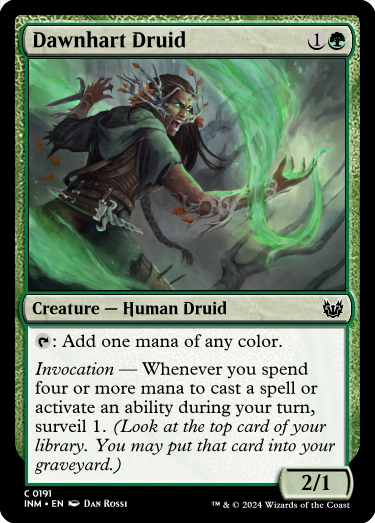 Dawnhart Druid 1
Creature — Human Druid
: Add one mana of any color.
Invocation — Whenever you spend
four or more mana to cast a spell or
activate an ability during your turn,
surveil 1. (Look at the top card of your
library. You may put that card into your
graveyard.)
2/1
C 0191
INM • EN Dan Rossi
™ & © 2024 Wizards of the Coast